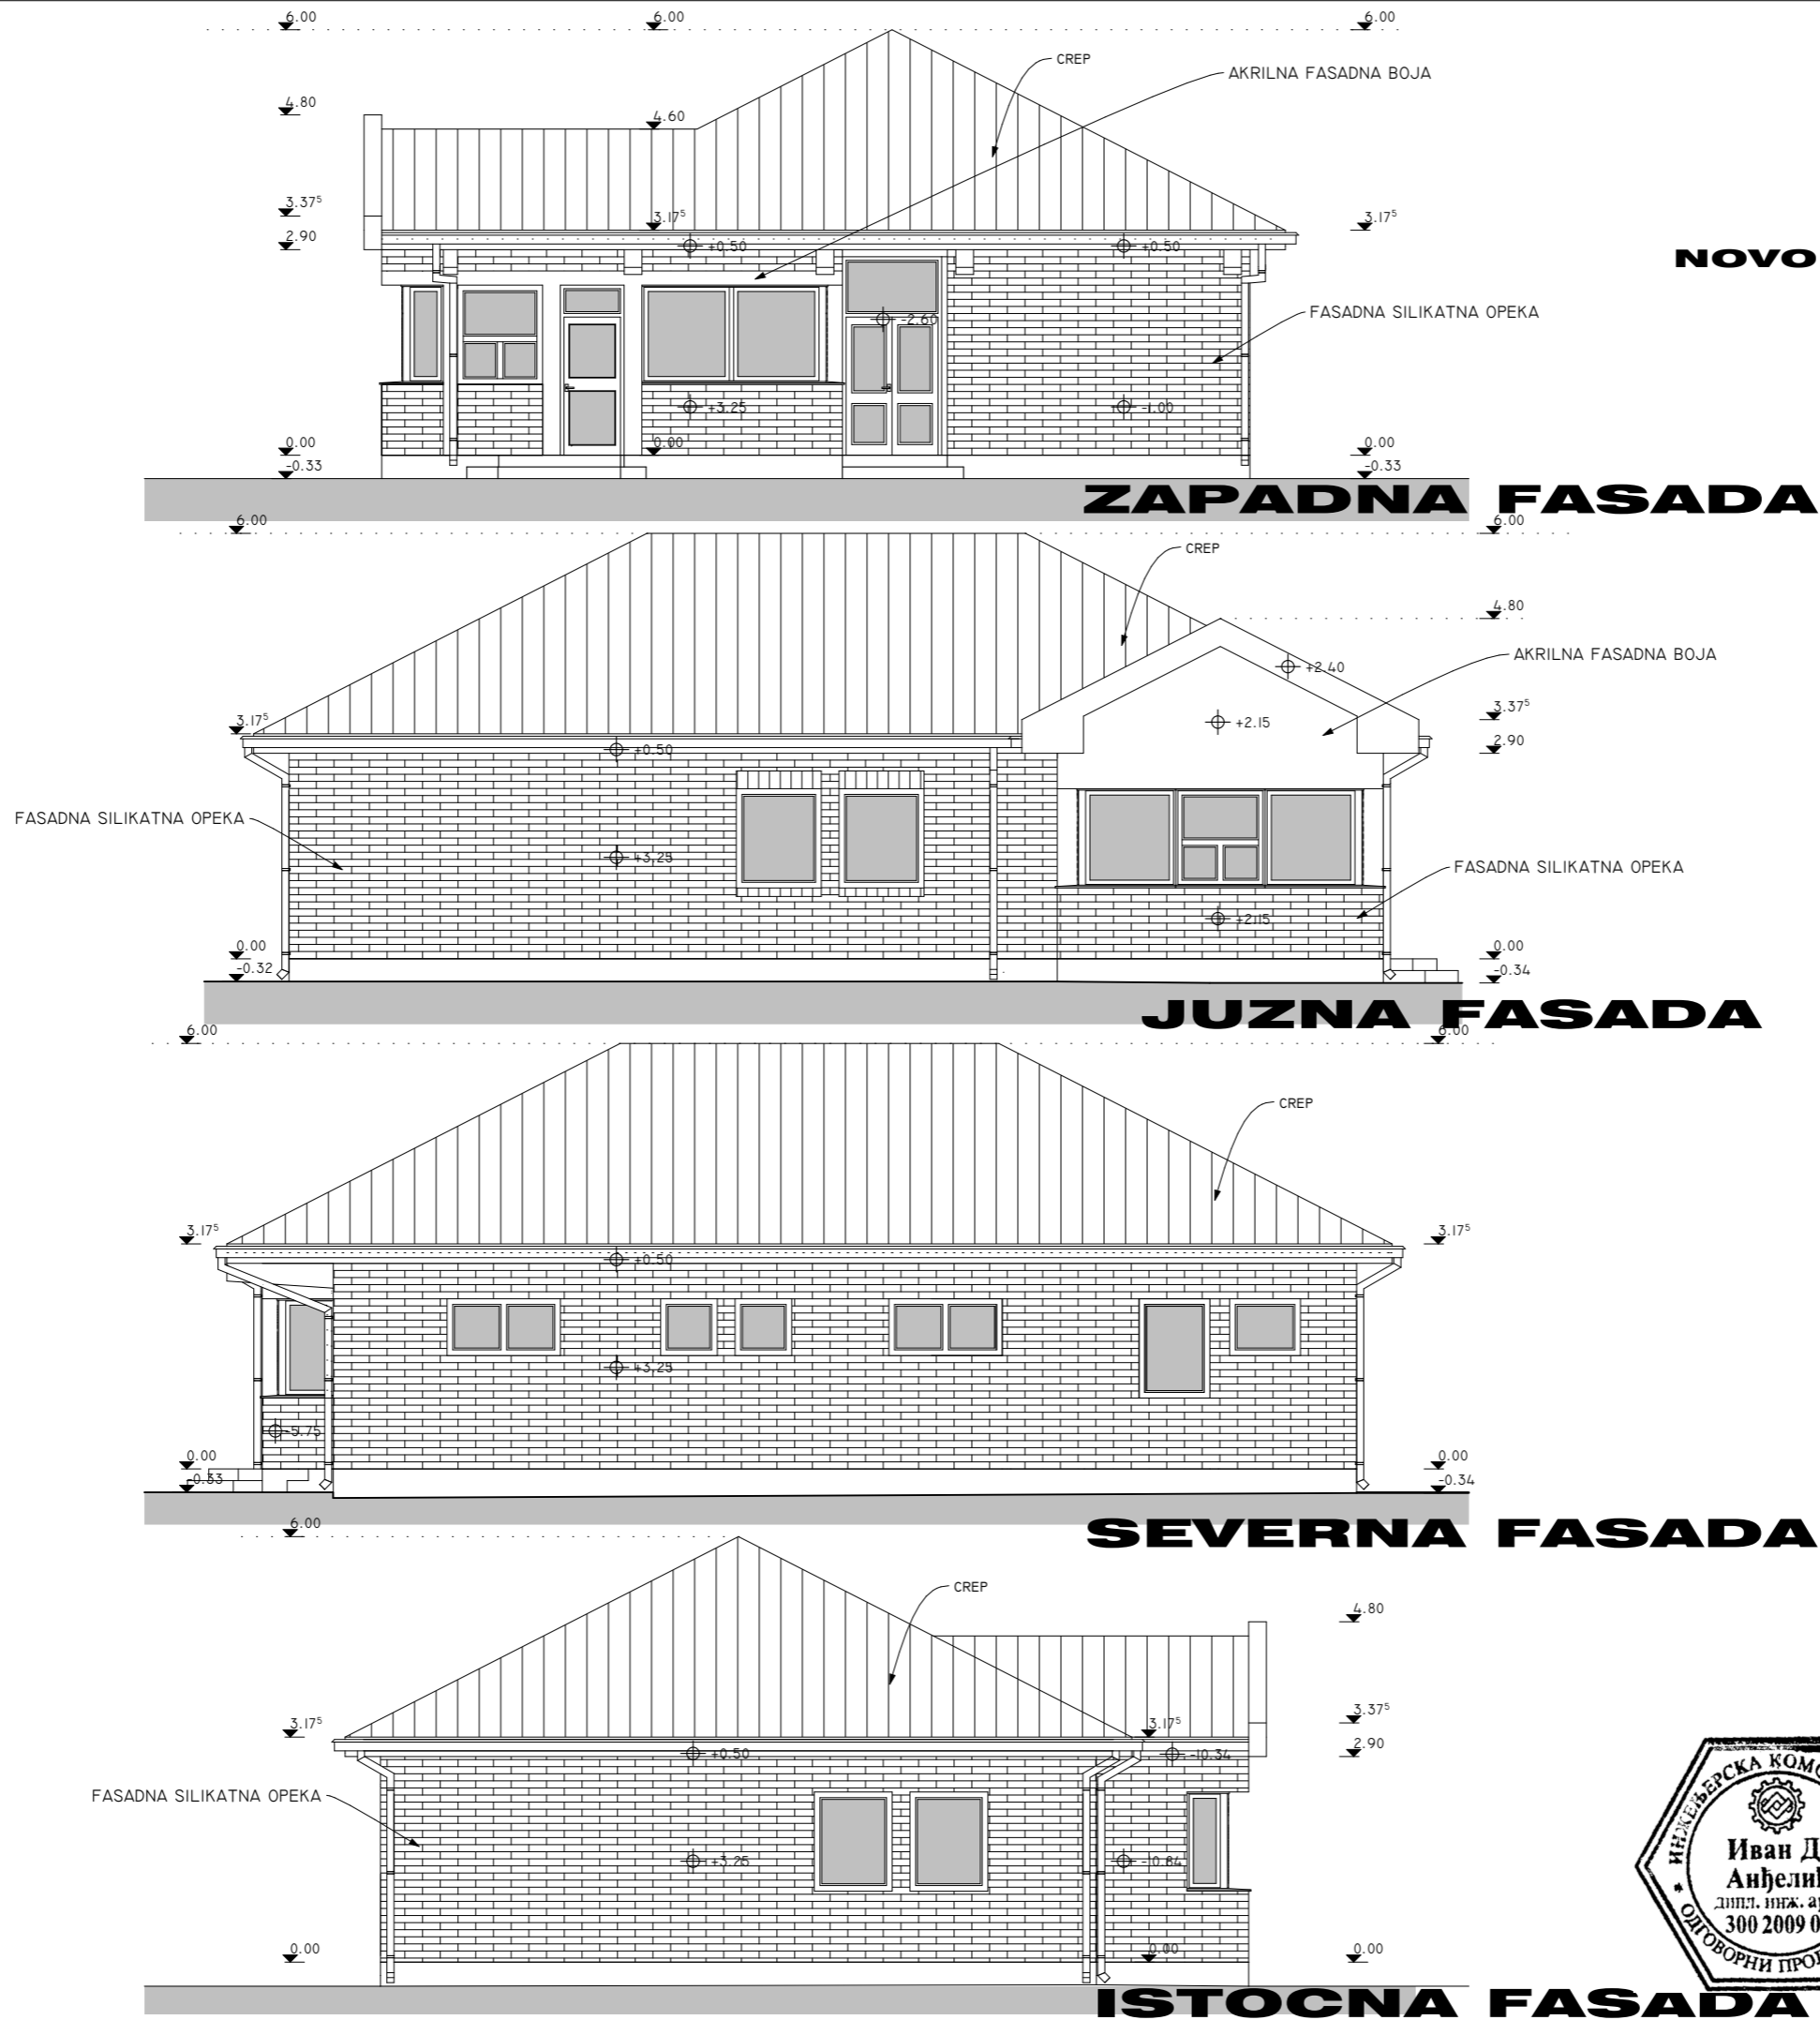 6.00 6.00 6.00
CREP
AKRILNA FASADNA BOJA
4.80
4.60
3.37⁵
3.17⁵ 3.17⁵
2.90
+0.50 +0.50
NOVO
FASADNA SILIKATNA OPEKA
-2.60
+3.25 -1.00
0.00 0.00 0.00
-0.33 -0.33
ZAPADNA FASADA
6.00 6.00
CREP
4.80
AKRILNA FASADNA BOJA
+2.40
3.37⁵
3.17⁵
+2.15
2.90
+0.50
FASADNA SILIKATNA OPEKA
+3.25
FASADNA SILIKATNA OPEKA
+2.15
0.00 0.00
-0.32 -0.34
JUZNA FASADA
6.00 6.00
CREP
3.17⁵ 3.17⁵
+0.50
+3.25
-5.75
0.00 0.00
-0.33 -0.34
SEVERNA FASADA
6.00
CREP
4.80
3.37⁵
3.17⁵ 3.17⁵
2.90
+0.50 -10.34
FASADNA SILIKATNA OPEKA
+3.25 -10.84
0.00 0.00 0.00
ISTOCNA FASADA
ИНЖЕЊЕРСКА
Иван
дипл. инж.
300 2009
ОДГОВОРНИ